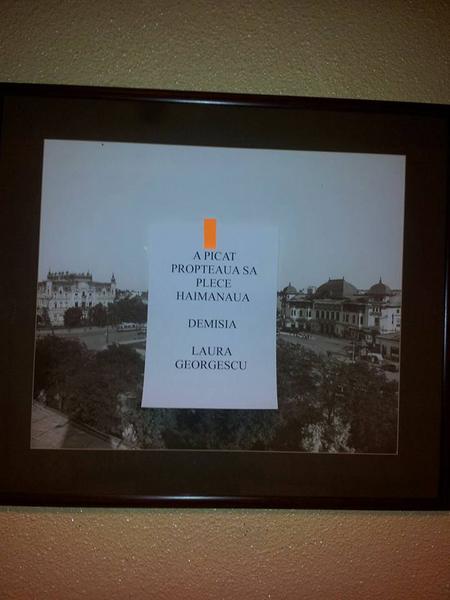 A PICAT
PROPTEAUA SA
PLECE
HAIMANAUA
DEMISIA
LAURA
GEORGESCU